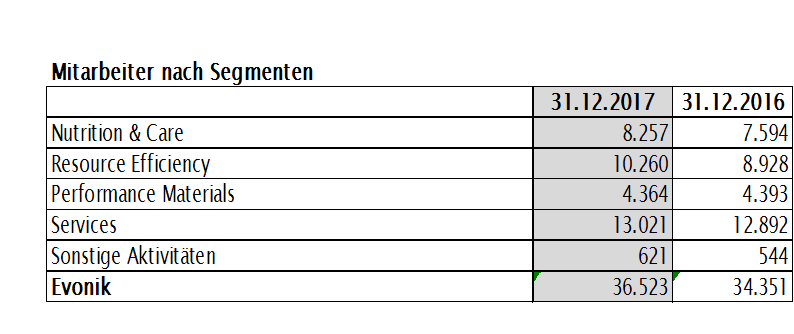 Mitarbeiter nach Segmenten
31.12.2017 31.12.2016
Nutrition & Care 8.257 7.594
Resource Efficiency 10.260 8.928
Performance Materials 4.364 4.393
Services 13.021 12.892
Sonstige Aktivitäten 621 544
Evonik 36.523 34.351